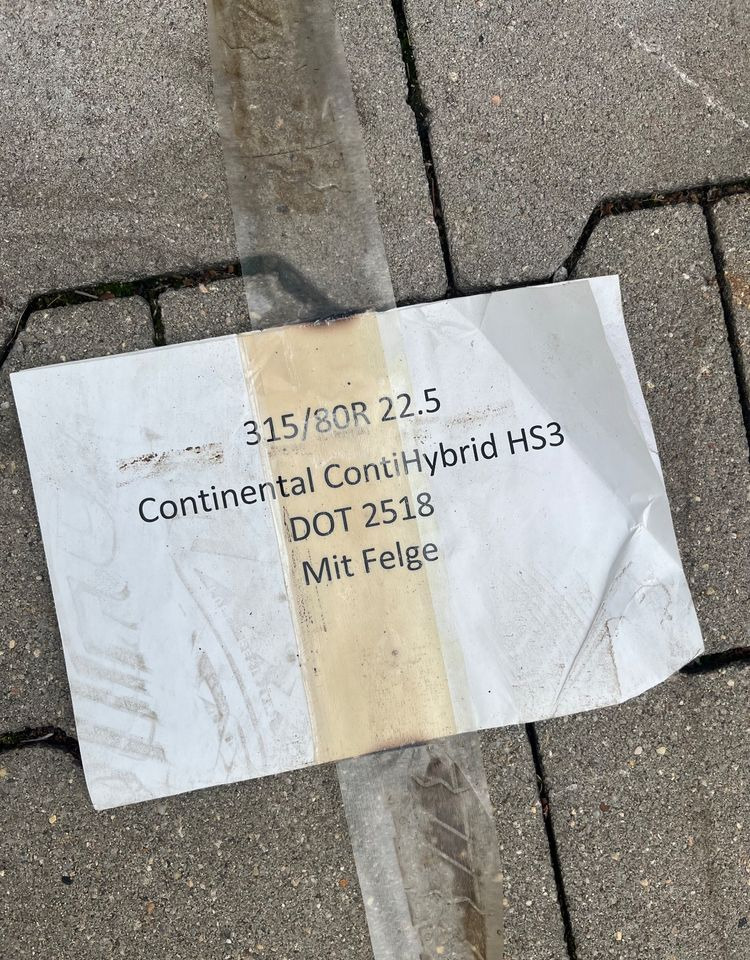 315/80R 22.5
Continental ContiHybrid HS3
DOT 2518
Mit Felge